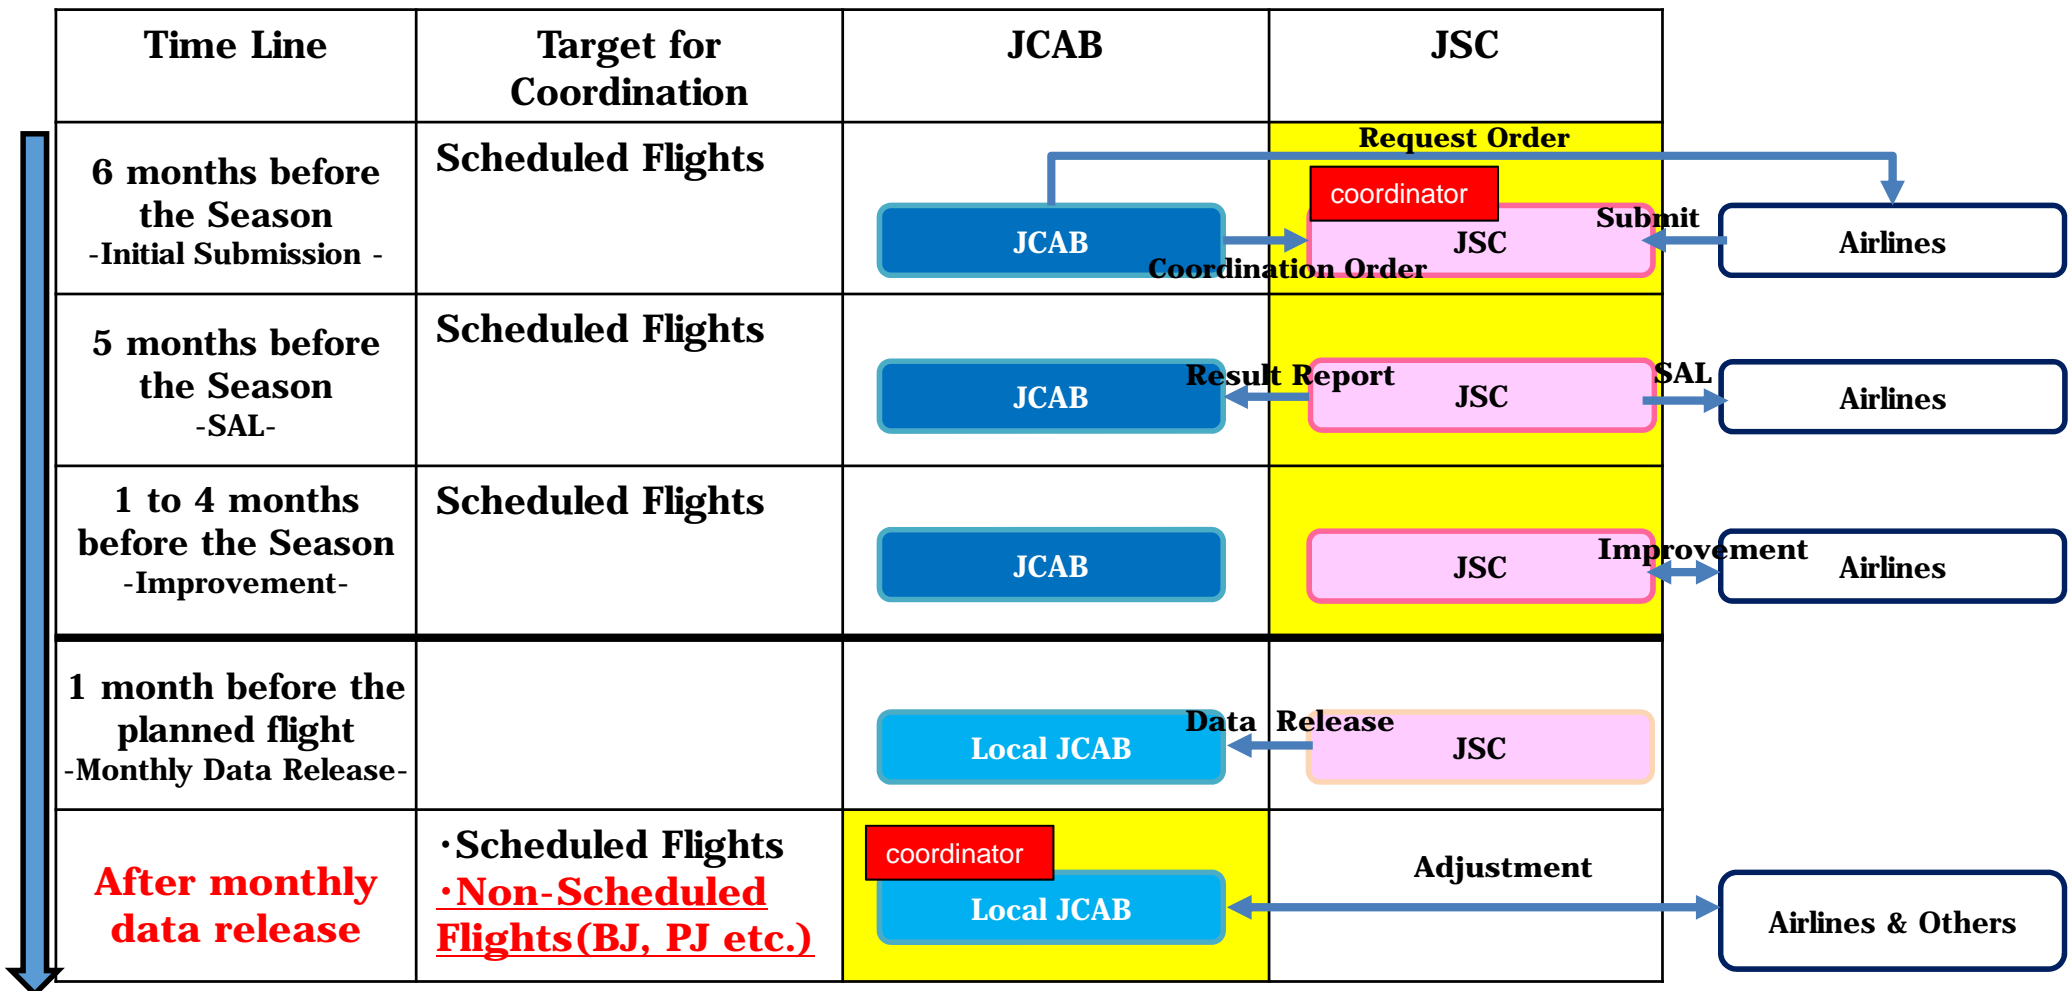 Time Line
Target for
Coordination
JCAB
JSC
6 months before
the Season
-Initial Submission -
Scheduled Flights
Request Order
coordinator
JCAB
Coordination Order
JSC
Submit
Airlines
5 months before
the Season
-SAL-
Scheduled Flights
JCAB
Result Report
JSC
SAL
Airlines
1 to 4 months
before the Season
-Improvement-
Scheduled Flights
JCAB
JSC
Improvement
Airlines
1 month before the
planned flight
-Monthly Data Release-
Local JCAB
Data Release
JSC
After monthly
data release
・Scheduled Flights
・Non-Scheduled
Flights(BJ, PJ etc.)
coordinator
Local JCAB
Adjustment
Airlines & Others